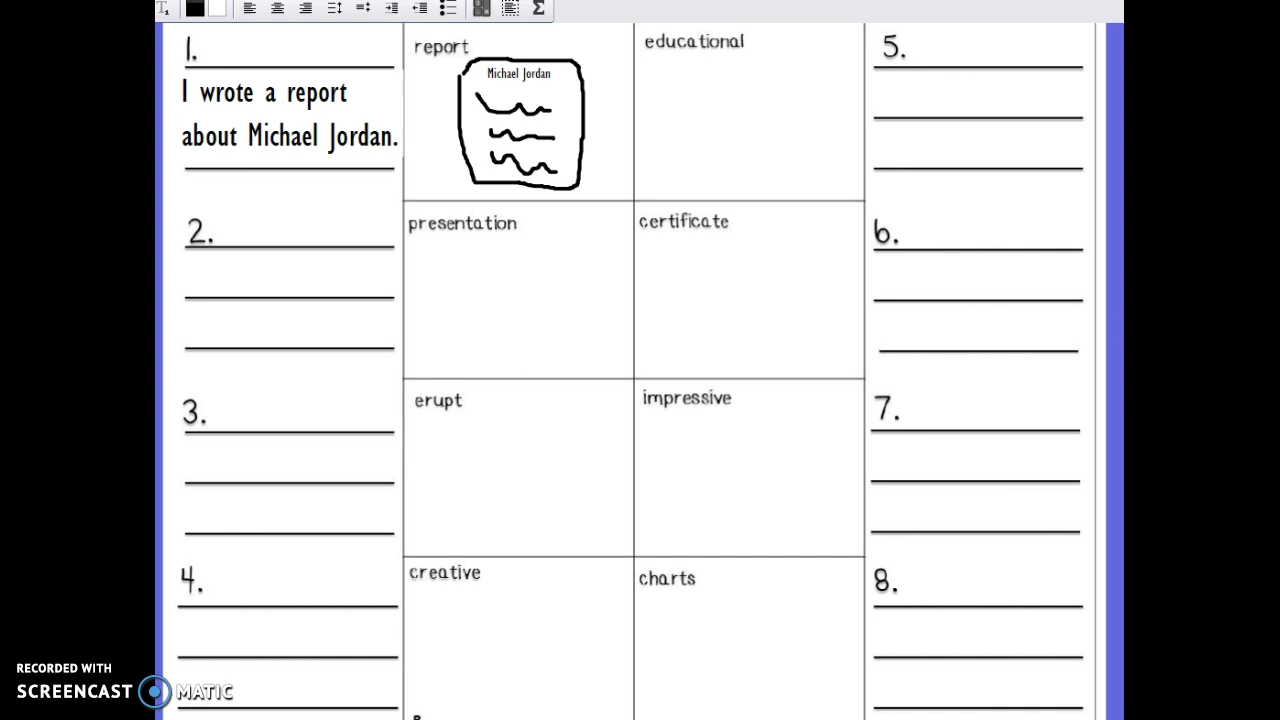 1.
I wrote a report
about Michael Jordan.
report
Michael Jordan
educational
5.
2.
presentation
certificate
6.
3.
erupt
impressive
7.
4.
creative
charts
8.
RECORDED WITH
SCREENCAST MATIC